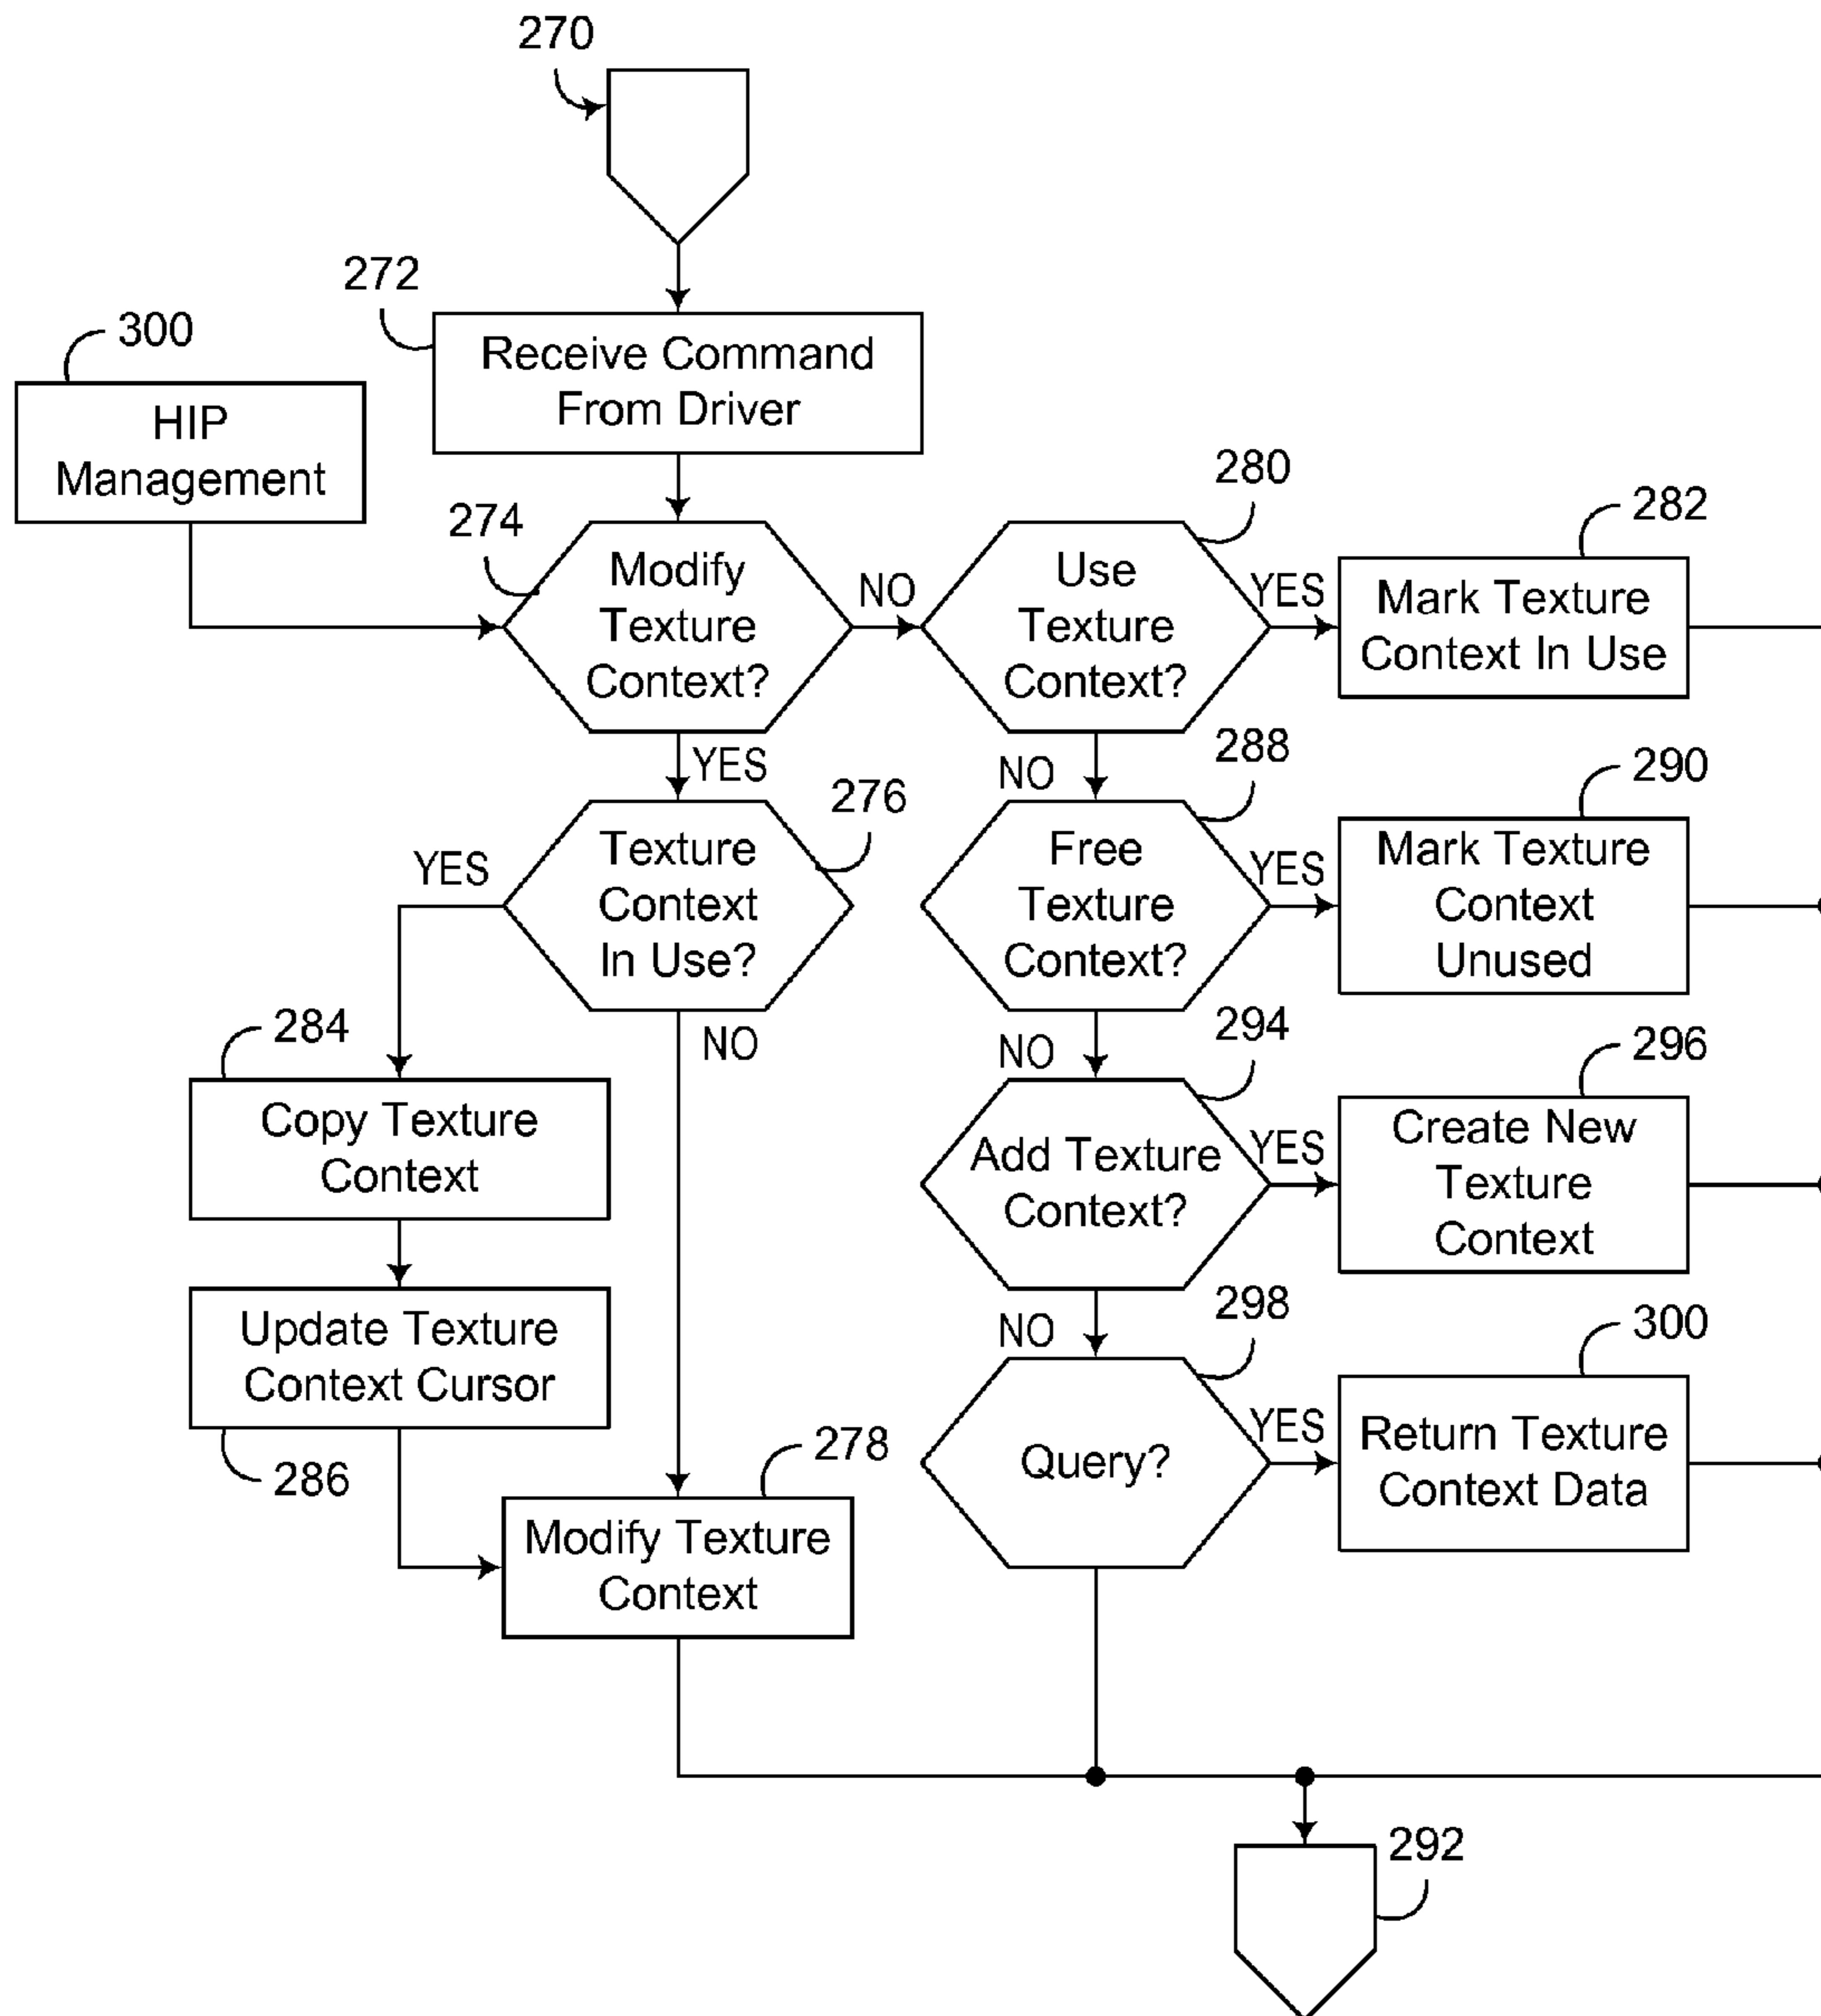 270
272
300
Receive Command
From Driver
HIP
Management
274
280
282
Modify
Texture
Context?
NO
Use
Texture
Context?
YES
Mark Texture
Context In Use
YES
276
NO
288
290
Texture
Context
In Use?
YES
Free
Texture
Context?
YES
Mark Texture
Context
Unused
284
NO
NO
294
296
Copy Texture
Context
Add Texture
Context?
YES
Create New
Texture
Context
Update Texture
Context Cursor
286
NO
298
300
278
Query?
YES
Return Texture
Context Data
Modify Texture
Context
292